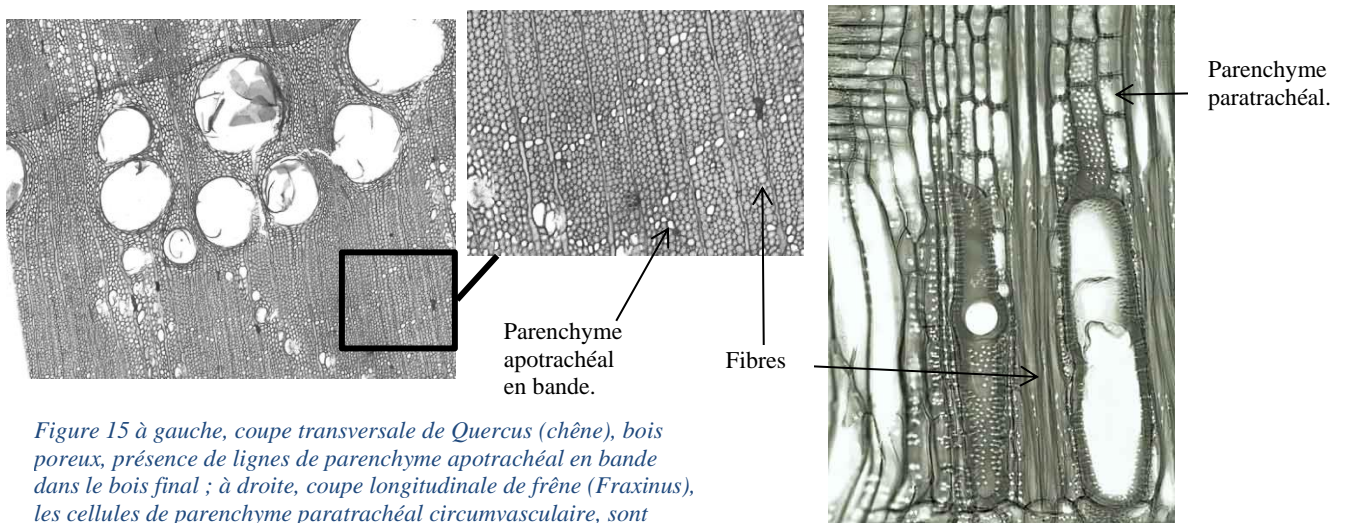 Parenchyme
paratrachéal.
Parenchyme
apotrachéal
en bande.
Fibres
Figure 15 à gauche, coupe transversale de Quercus (chêne), bois
poreux, présence de lignes de parenchyme apotrachéal en bande
dans le bois final ; à droite, coupe longitudinale de frêne (Fraxinus),
les cellules de parenchyme paratrachéal circumvasculaire, sont